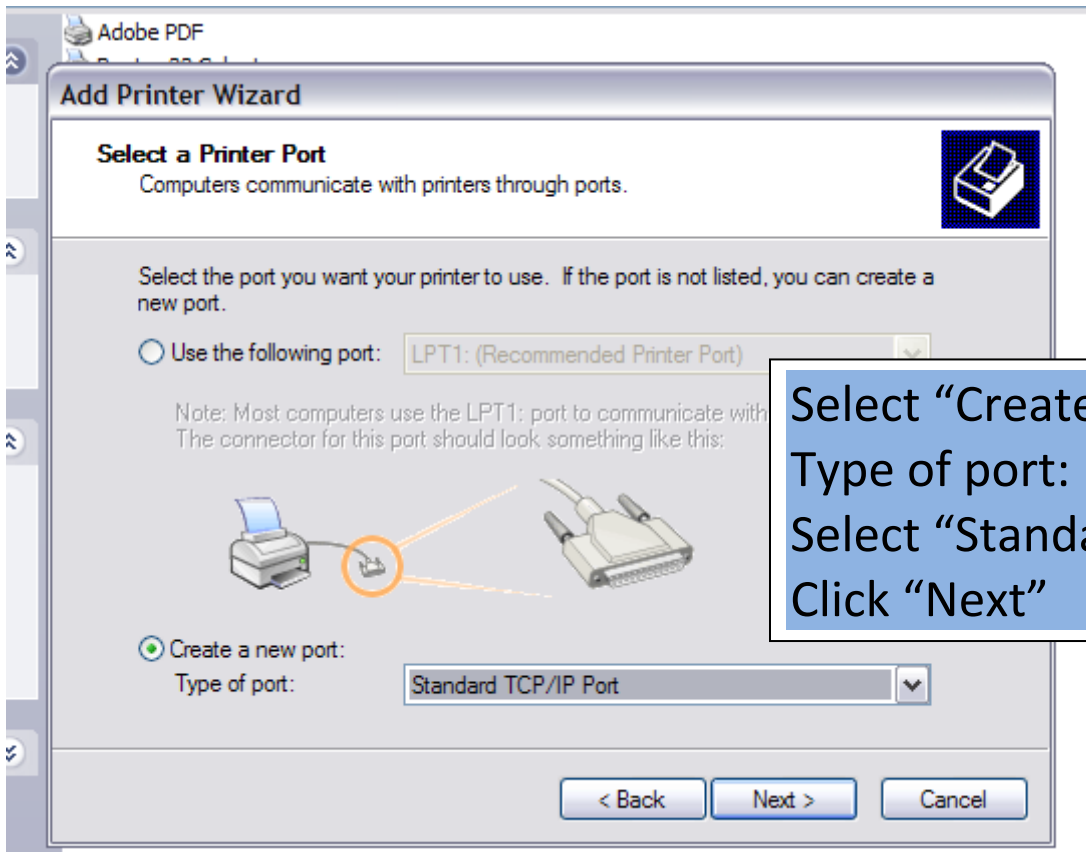 Adobe PDF
Add Printer Wizard
Select a Printer Port
Computers communicate with printers through ports.
Select the port you want your printer to use. If the port is not listed, you can create a
new port.
Use the following port: LPT1: (Recommended Printer Port)
Note: Most computers use the LPT1: port to communicate with
The connector for this port should look something like this:
Select “Create
Type of port:
Select “Standa
Click “Next”
Create a new port:
Type of port: Standard TCP/IP Port
< Back Next > Cancel